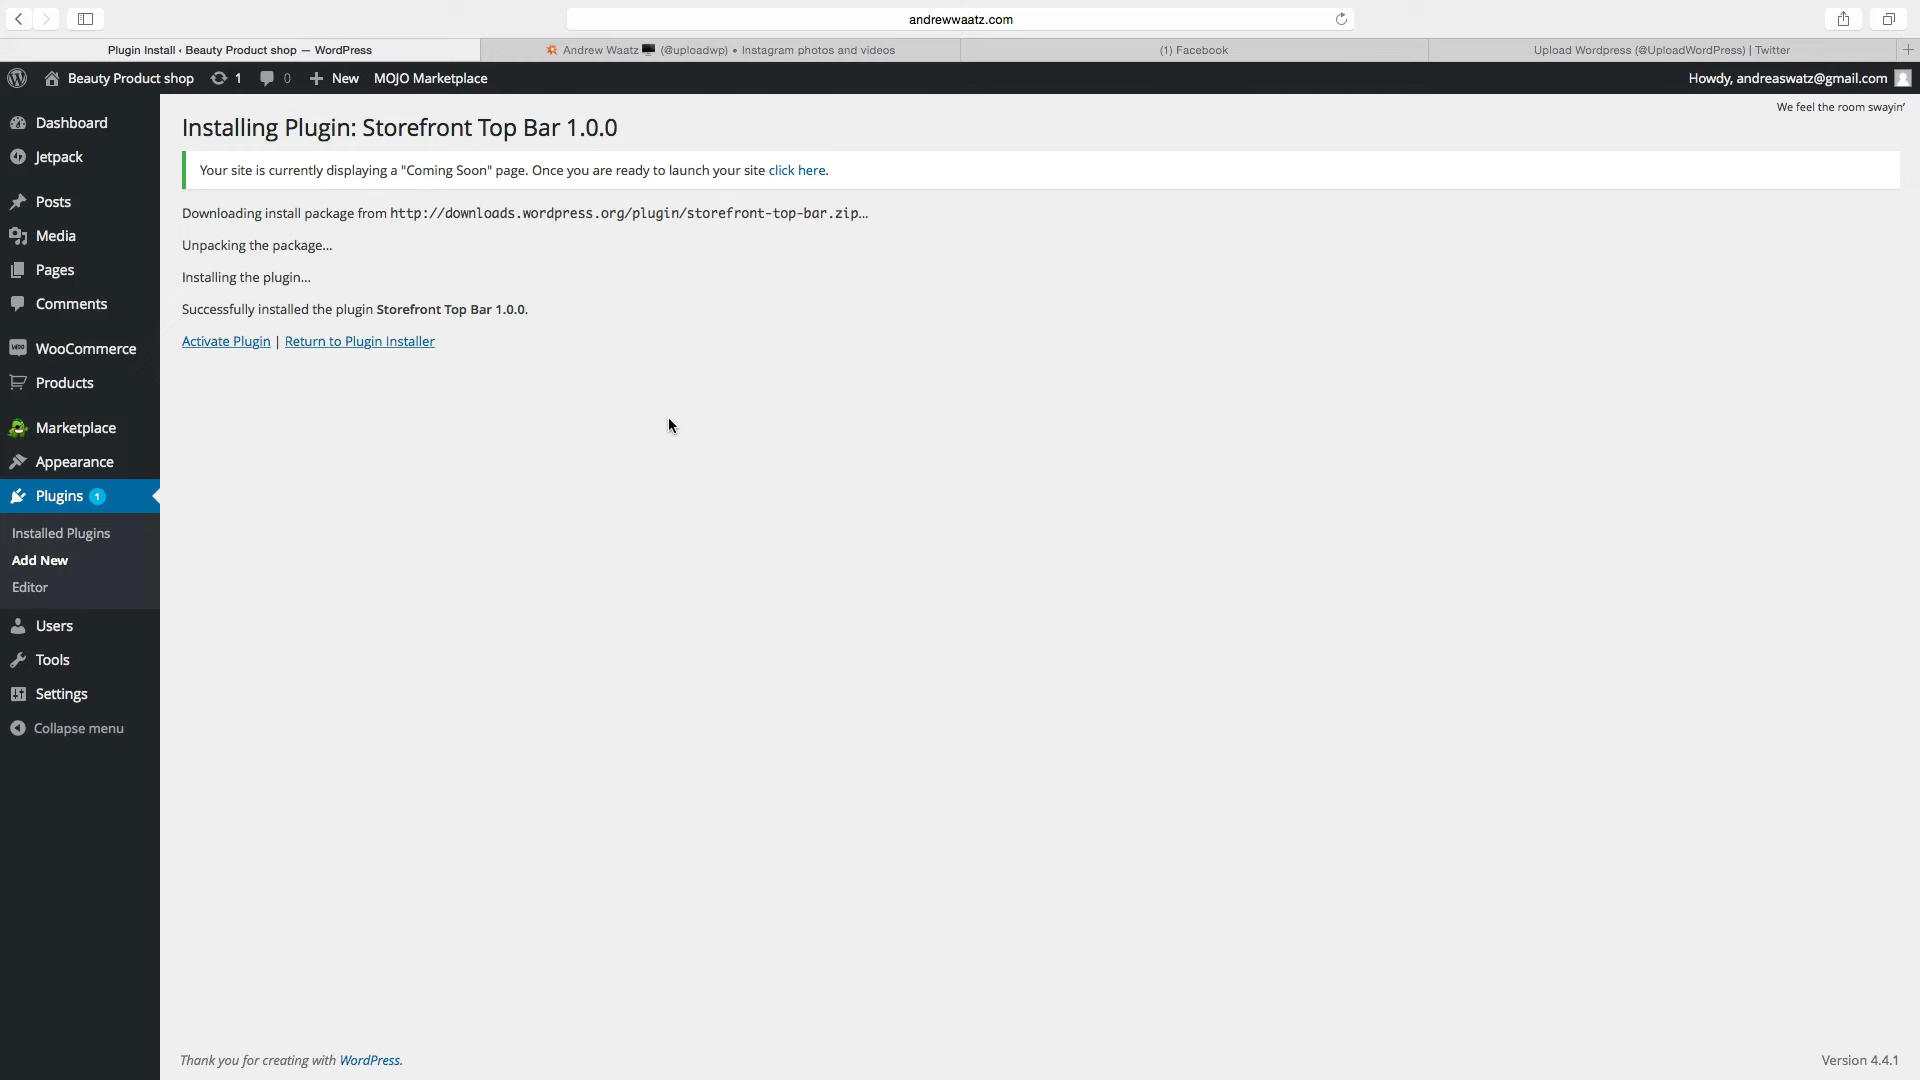 andrewwaatz.com
Plugin Install ‹ Beauty Product shop — WordPress
Andrew Waatz🖥 (@uploadwp) • Instagram photos and videos
(1) Facebook
Upload Wordpress (@UploadWordPress) | Twitter
Beauty Product shop 1 0 New MOJO Marketplace
Howdy, andreaswatz@gmail.com
We feel the room swayin'
Dashboard
Jetpack
Posts
Media
Pages
Comments
WooCommerce
Products
Marketplace
Appearance
Plugins 1
Installed Plugins
Add New
Editor
Users
Tools
Settings
Collapse menu
Installing Plugin: Storefront Top Bar 1.0.0
Your site is currently displaying a "Coming Soon" page. Once you are ready to launch your site click here.
Downloading install package from http://downloads.wordpress.org/plugin/storefront-top-bar.zip…
Unpacking the package…
Installing the plugin…
Successfully installed the plugin Storefront Top Bar 1.0.0.
Activate Plugin | Return to Plugin Installer
Thank you for creating with WordPress.
Version 4.4.1